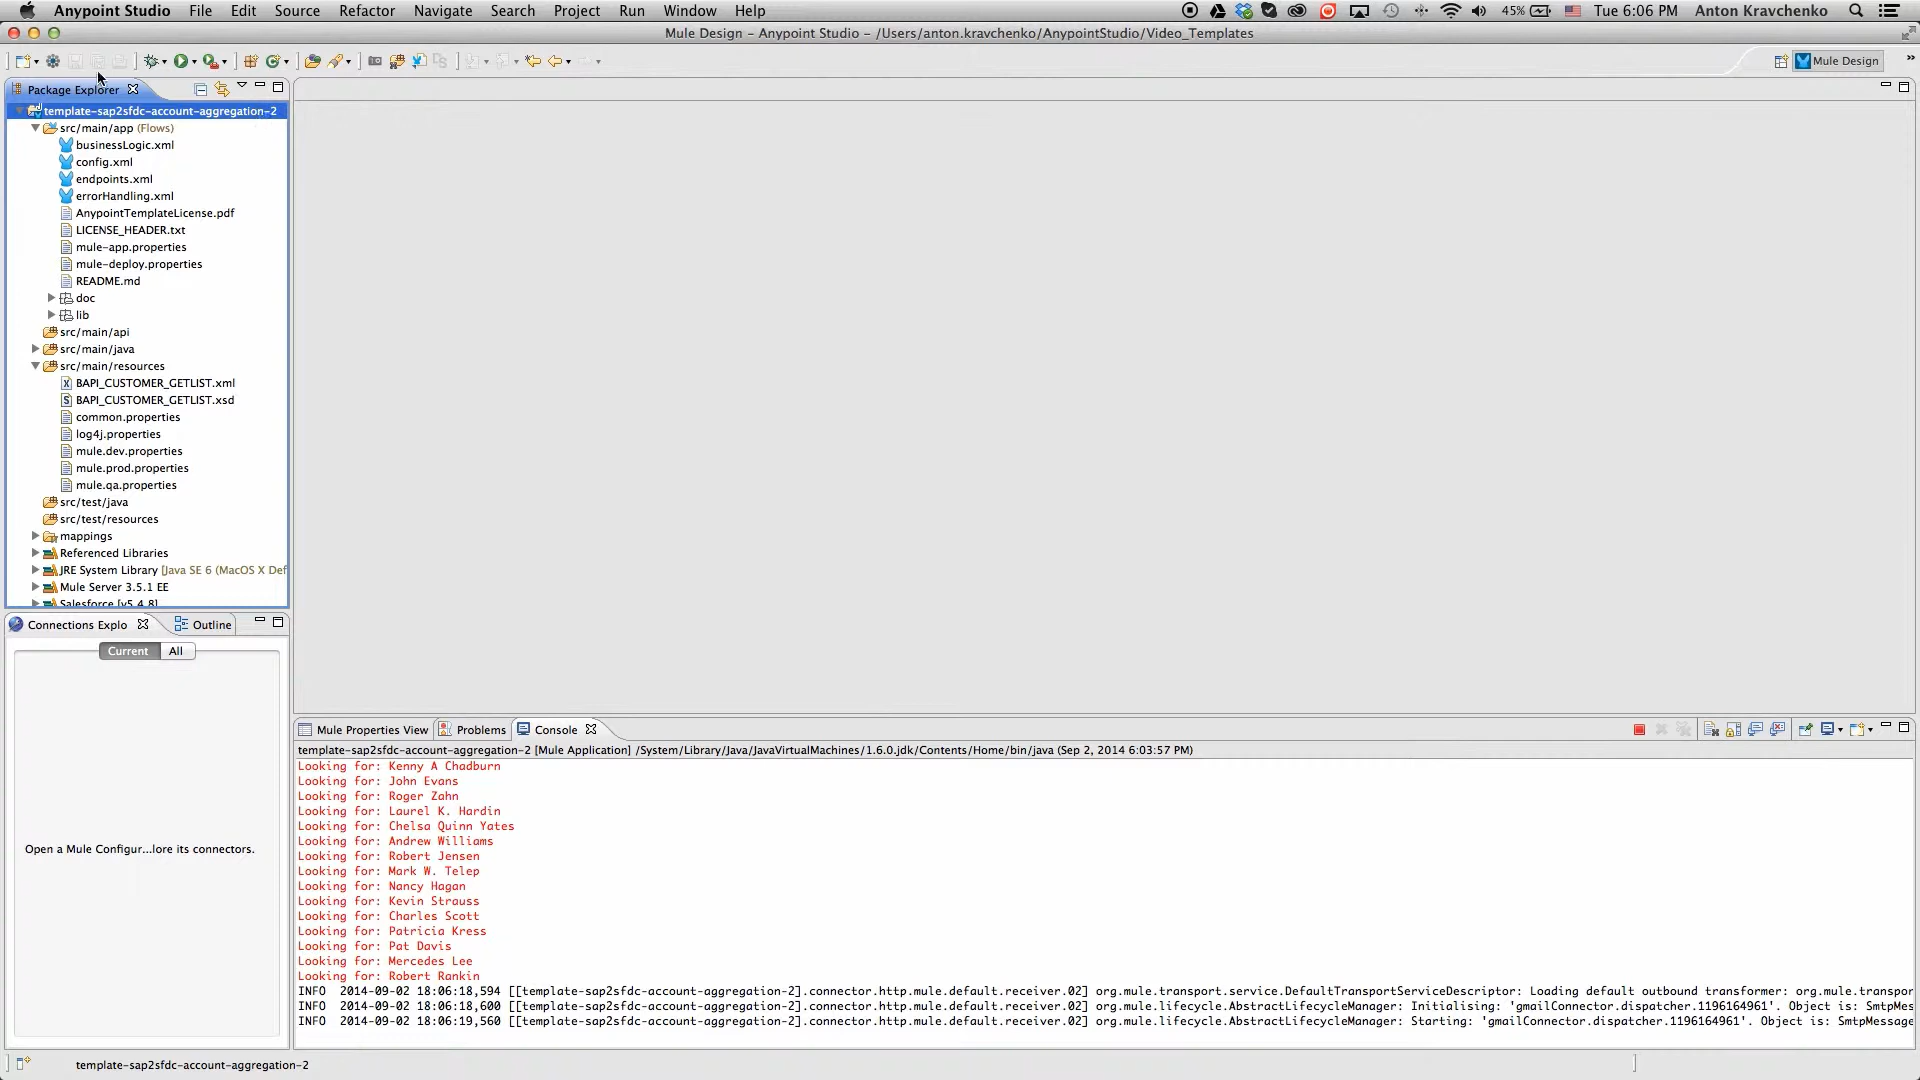 Anypoint Studio File Edit Source Refactor Navigate Search Project Run Window Help 45% Tue 6:06 PM Anton Kravchenko
Mule Design - Anypoint Studio - /Users/anton.kravchenko/AnypointStudio/Video_Templates
Mule Design
Package Explorer
template-sap2sfdc-account-aggregation-2
src/main/app (Flows)
businessLogic.xml
config.xml
endpoints.xml
errorHandling.xml
AnypointTemplateLicense.pdf
LICENSE_HEADER.txt
mule-app.properties
mule-deploy.properties
README.md
doc
lib
src/main/api
src/main/java
src/main/resources
BAPI_CUSTOMER_GETLIST.xml
BAPI_CUSTOMER_GETLIST.xsd
common.properties
log4j.properties
mule.dev.properties
mule.prod.properties
mule.qa.properties
src/test/java
src/test/resources
mappings
Referenced Libraries
JRE System Library [Java SE 6 (MacOS X Def
Mule Server 3.5.1 EE
Salesforce [v5.4.8]
Connections Explo Outline
Current All
Open a Mule Configur...lore its connectors.
Mule Properties View Problems Console
template-sap2sfdc-account-aggregation-2 [Mule Application] /System/Library/Java/JavaVirtualMachines/1.6.0.jdk/Contents/Home/bin/java (Sep 2, 2014 6:03:57 PM)
Looking for: Kenny A Chadburn
Looking for: John Evans
Looking for: Roger Zahn
Looking for: Laurel K. Hardin
Looking for: Chelsa Quinn Yates
Looking for: Andrew Williams
Looking for: Robert Jensen
Looking for: Mark W. Telep
Looking for: Nancy Hagan
Looking for: Kevin Strauss
Looking for: Charles Scott
Looking for: Patricia Kress
Looking for: Pat Davis
Looking for: Mercedes Lee
Looking for: Robert Rankin
INFO 2014-09-02 18:06:18,594 [[template-sap2sfdc-account-aggregation-2].connector.http.mule.default.receiver.02] org.mule.transport.service.DefaultTransportServiceDescriptor: Loading default outbound transformer: org.mule.transpor
INFO 2014-09-02 18:06:18,600 [[template-sap2sfdc-account-aggregation-2].connector.http.mule.default.receiver.02] org.mule.lifecycle.AbstractLifecycleManager: Initialising: 'gmailConnector.dispatcher.1196164961'. Object is: SmtpMes
INFO 2014-09-02 18:06:19,560 [[template-sap2sfdc-account-aggregation-2].connector.http.mule.default.receiver.02] org.mule.lifecycle.AbstractLifecycleManager: Starting: 'gmailConnector.dispatcher.1196164961'. Object is: SmtpMessage
template-sap2sfdc-account-aggregation-2